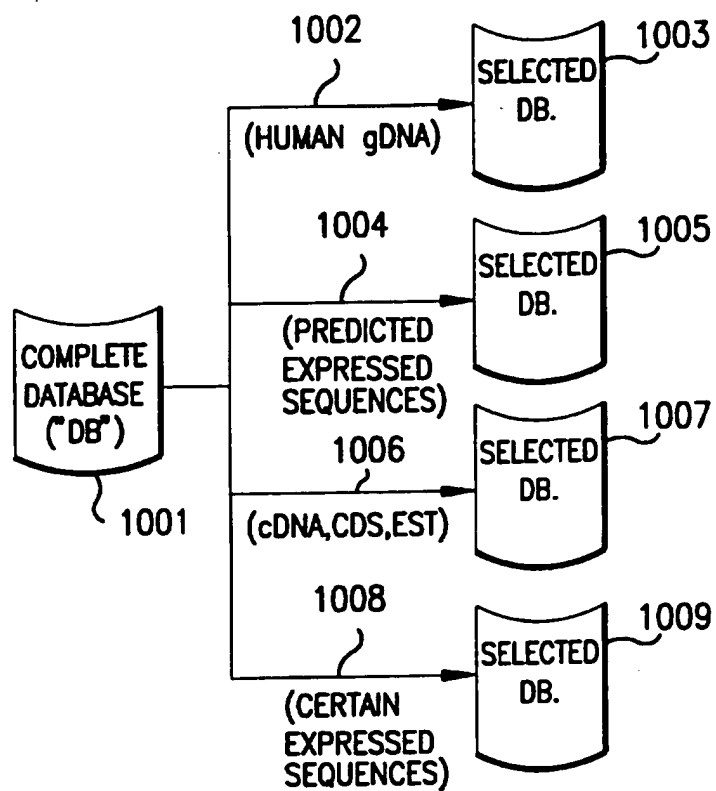 1002
1003
SELECTED
DB.
(HUMAN gDNA)
1004
1005
SELECTED
DB.
(PREDICTED
EXPRESSED
SEQUENCES)
COMPLETE
DATABASE
("DB")
1001
1006
1007
SELECTED
DB.
(cDNA,CDS,EST)
1008
1009
SELECTED
DB.
(CERTAIN
EXPRESSED
SEQUENCES)